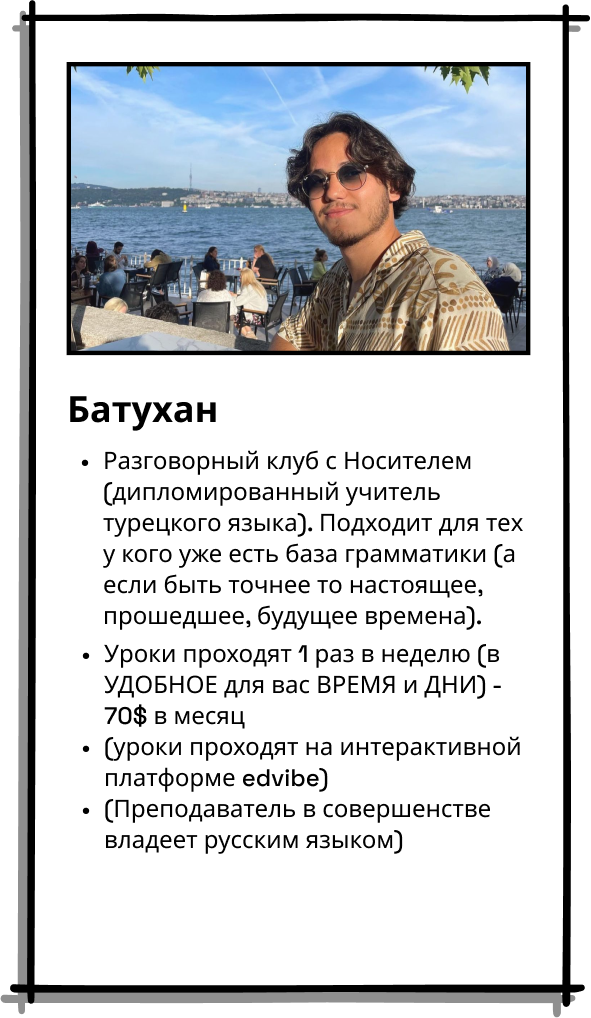 Батухан
Разговорный клуб с Носителем
(дипломированный учитель
турецкого языка). Подходит для тех
у кого уже есть база грамматики (а
если быть точнее то настоящее,
прошедшее, будущее времена).
Уроки проходят 1 раз в неделю (в
УДОБНОЕ для вас ВРЕМЯ и ДНИ) -
70$ в месяц
(уроки проходят на интерактивной
платформе edvibe)
(Преподаватель в совершенстве
владеет русским языком)